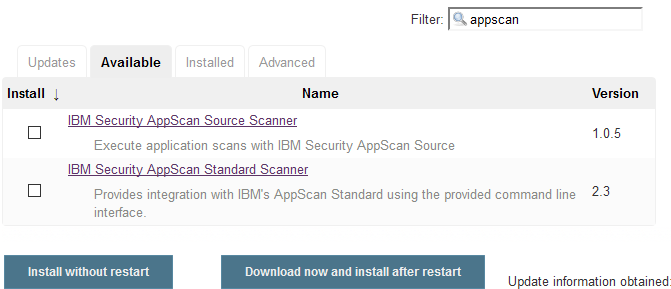 Filter: appscan
Updates Available Installed Advanced
Install ↓ Name Version
IBM Security AppScan Source Scanner
Execute application scans with IBM Security AppScan Source
1.0.5
IBM Security AppScan Standard Scanner
Provides integration with IBM's AppScan Standard using the provided command line
interface.
2.3
Install without restart Download now and install after restart Update information obtained: